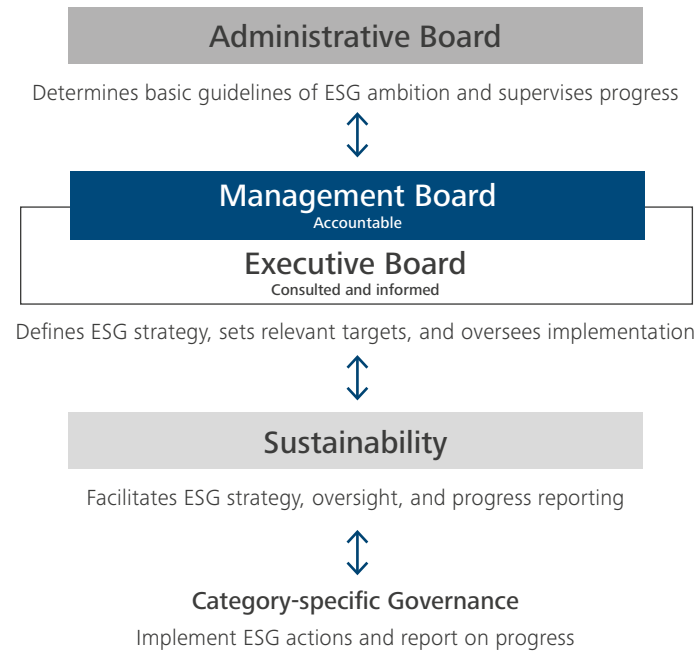 Administrative Board
Determines basic guidelines of ESG ambition and supervises progress
Management Board
Accountable
Executive Board
Consulted and informed
Defines ESG strategy, sets relevant targets, and oversees implementation
Sustainability
Facilitates ESG strategy, oversight, and progress reporting
Category-specific Governance
Implement ESG actions and report on progress